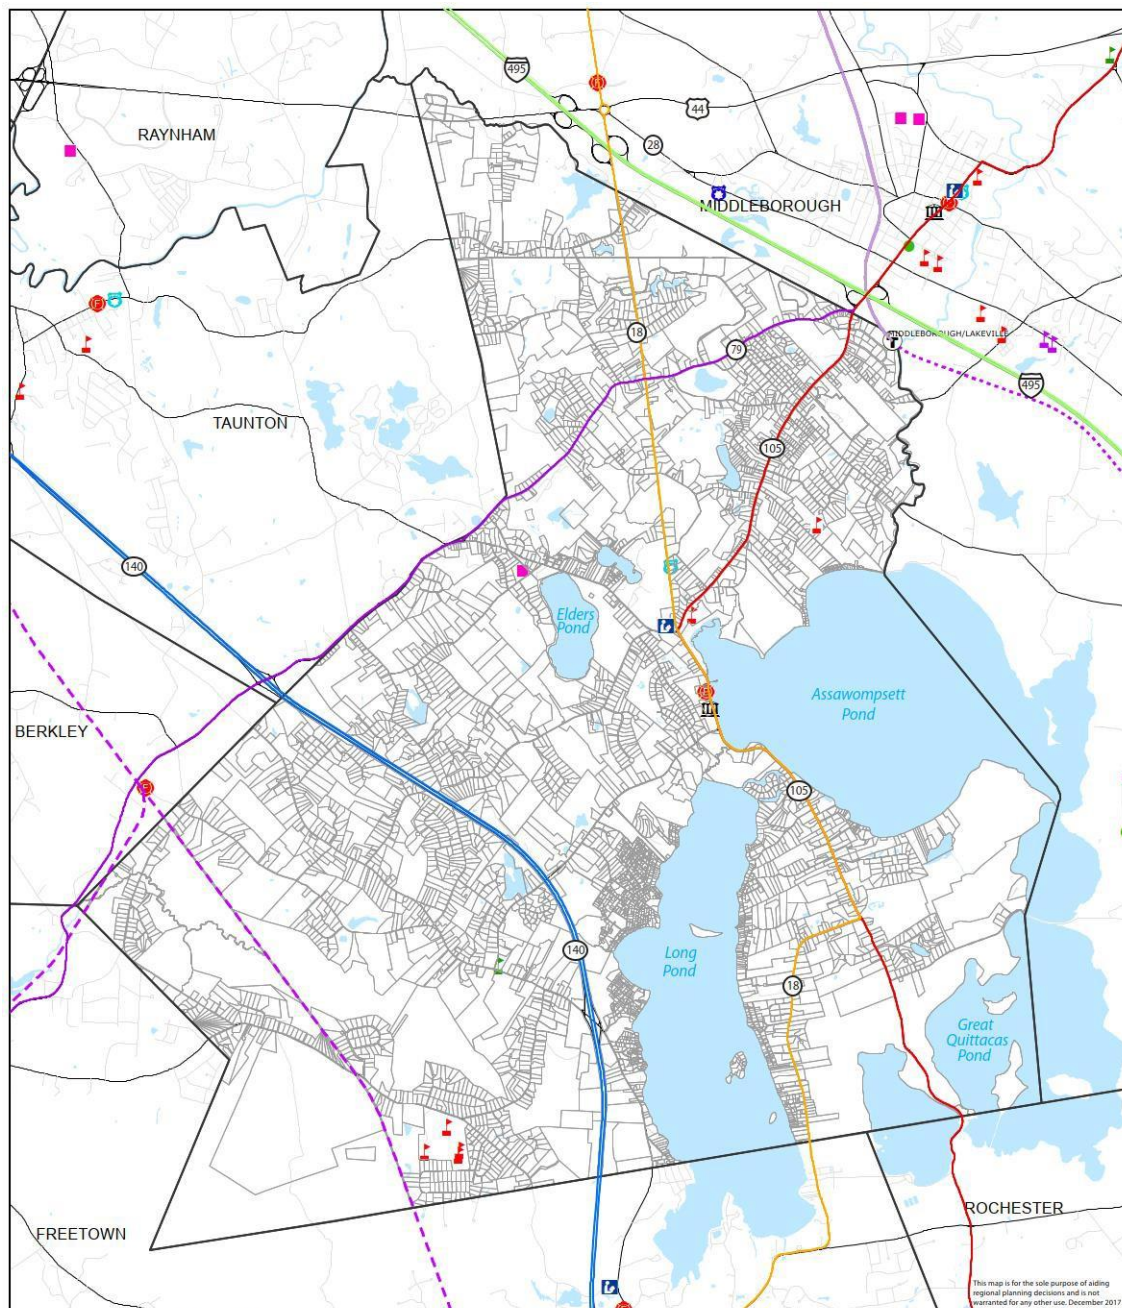 495
44
RAYNHAM
28
MIDDLEBOROUGH
F
18
MIDDLEBOROUGH/LAKEVILLE
T
79
495
TAUNTON
105
140
Elders
Pond
Assawompsett
Pond
BERKLEY
F
105
140
Long
Pond
18
Great
Quittacas
Pond
ROCHESTER
FREETOWN
This map is for the sole purpose of aiding
regional planning decisions and is not
warranted for any other use. December 2017